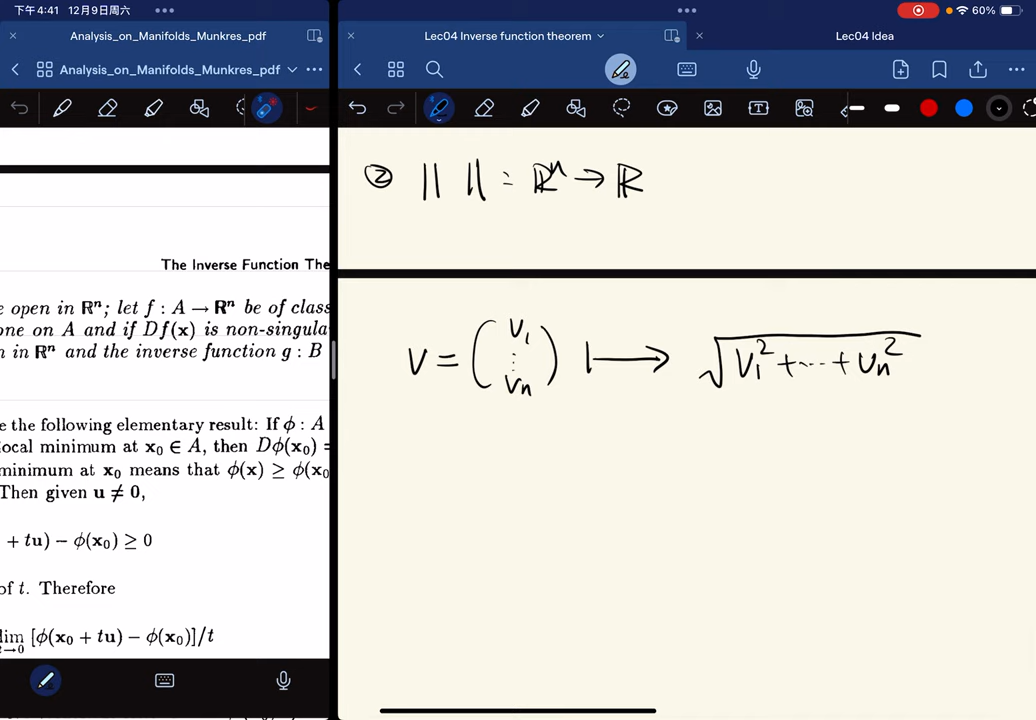 下午4:41 12月9日周六
60%
Analysis_on_Manifolds_Munkres_pdf
Analysis_on_Manifolds_Munkres_pdf
The Inverse Function The
e open in Rⁿ; let f : A → Rⁿ be of class
one on A and if Df(x) is non-singula
n in Rⁿ and the inverse function g : B
e the following elementary result: If ϕ : A
ocal minimum at x₀ ∈ A, then Dϕ(x₀) =
minimum at x₀ means that ϕ(x) ≥ ϕ(x₀
Then given u ≠ 0,
+ tu) − ϕ(x₀) ≥ 0
of t. Therefore
lim [ϕ(x₀ + tu) − ϕ(x₀)]/t
t→0
Lec04 Inverse function theorem
Lec04 Idea
② ‖ ‖ : ℝⁿ → ℝ
V = (v₁ ⋮ vₙ) ⟼ √(v₁² + ⋯ + vₙ²)